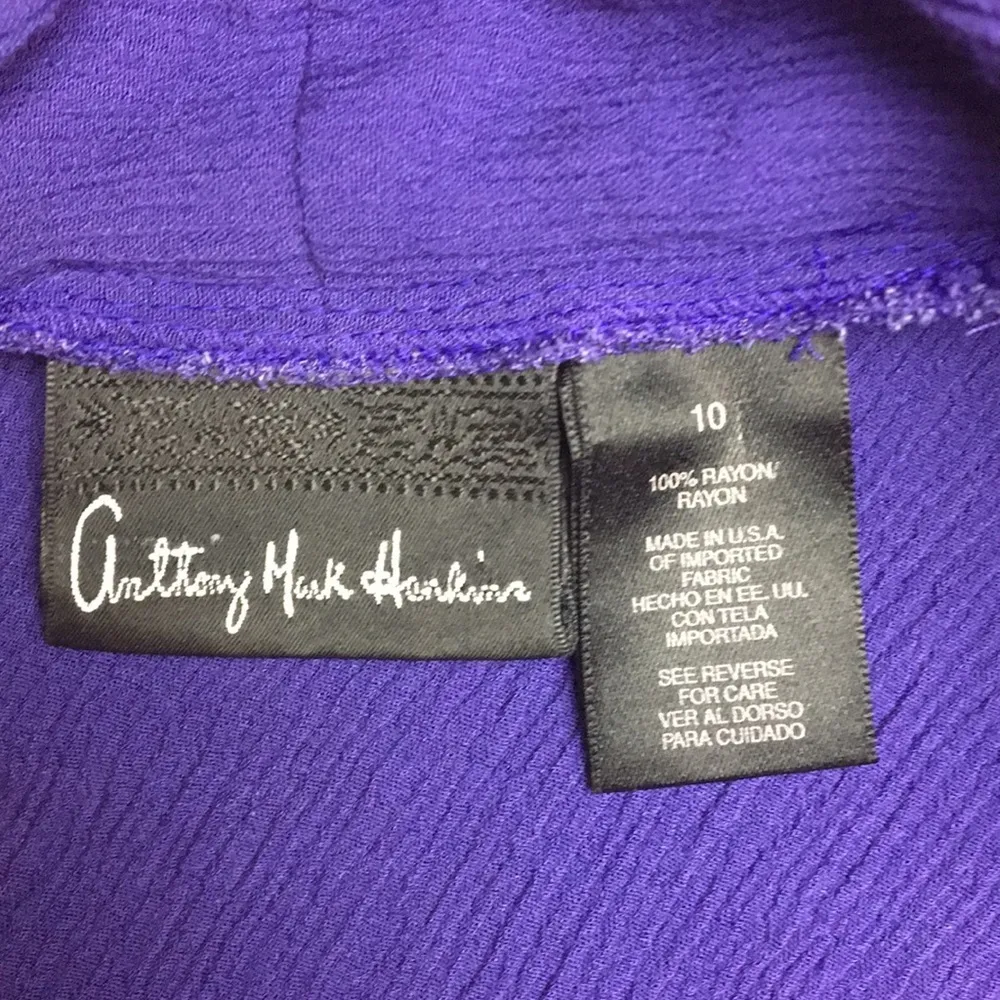 Anthony Mark Hankins
10
100% RAYON/
RAYON
MADE IN U.S.A.
OF IMPORTED
FABRIC
HECHO EN EE. UU.
CON TELA
IMPORTADA
SEE REVERSE
FOR CARE
VER AL DORSO
PARA CUIDADO